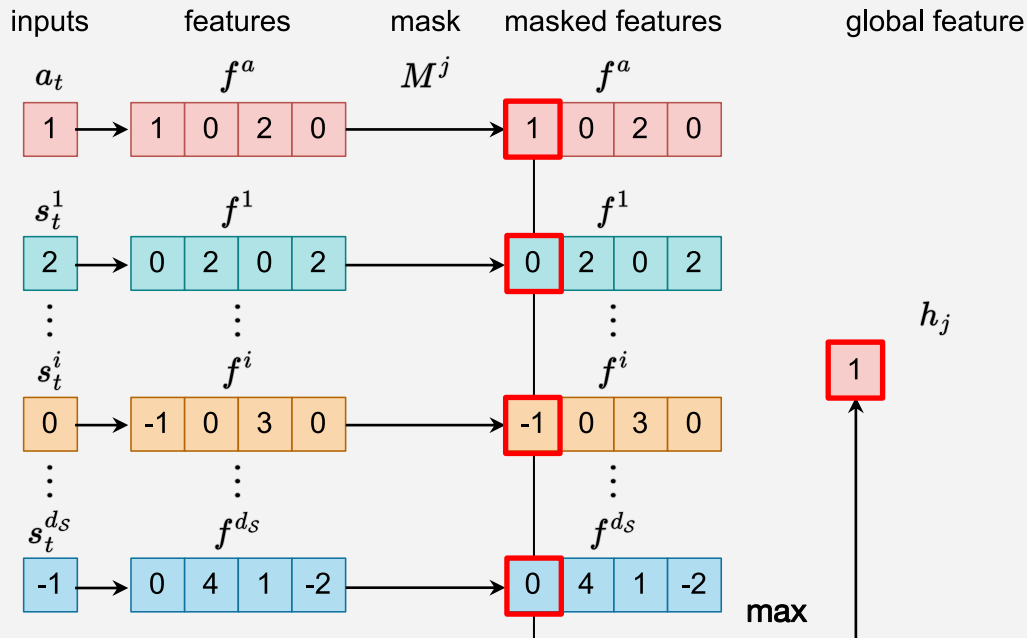 inputs features mask masked features global feature
a_t f^a M^j f^a
1 1 0 2 0 1 0 2 0
s_t^1 f^1 f^1
2 0 2 0 2 0 2 0 2
⋮ ⋮ ⋮
h_j
s_t^i f^i f^i
1
0 -1 0 3 0 -1 0 3 0
⋮ ⋮ ⋮
s_t^{d_S} f^{d_S} f^{d_S}
-1 0 4 1 -2 0 4 1 -2
max